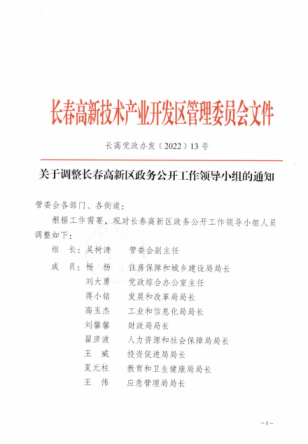 长春高新技术产业开发区管理委员会文件
长高党政办发〔2022〕13号
关于调整长春高新区政务公开工作领导小组的通知
管委会各部门、各街道:
根据工作需要,现对长春高新区政务公开工作领导小组人员
调整如下:
组 长:吴树清 管委会副主任
成 员:杨 杨 住房保障和城乡建设局局长
刘大勇 党政综合办公室主任
蒋小铭 发展和改革局局长
高玉杰 工业和信息化局局长
刘馨馨 财政局局长
翟彦波 人力资源和社会保障局局长
王 威 投资促进局局长
夏元柱 教育和卫生健康局局长
王 伟 应急管理局局长
—1—